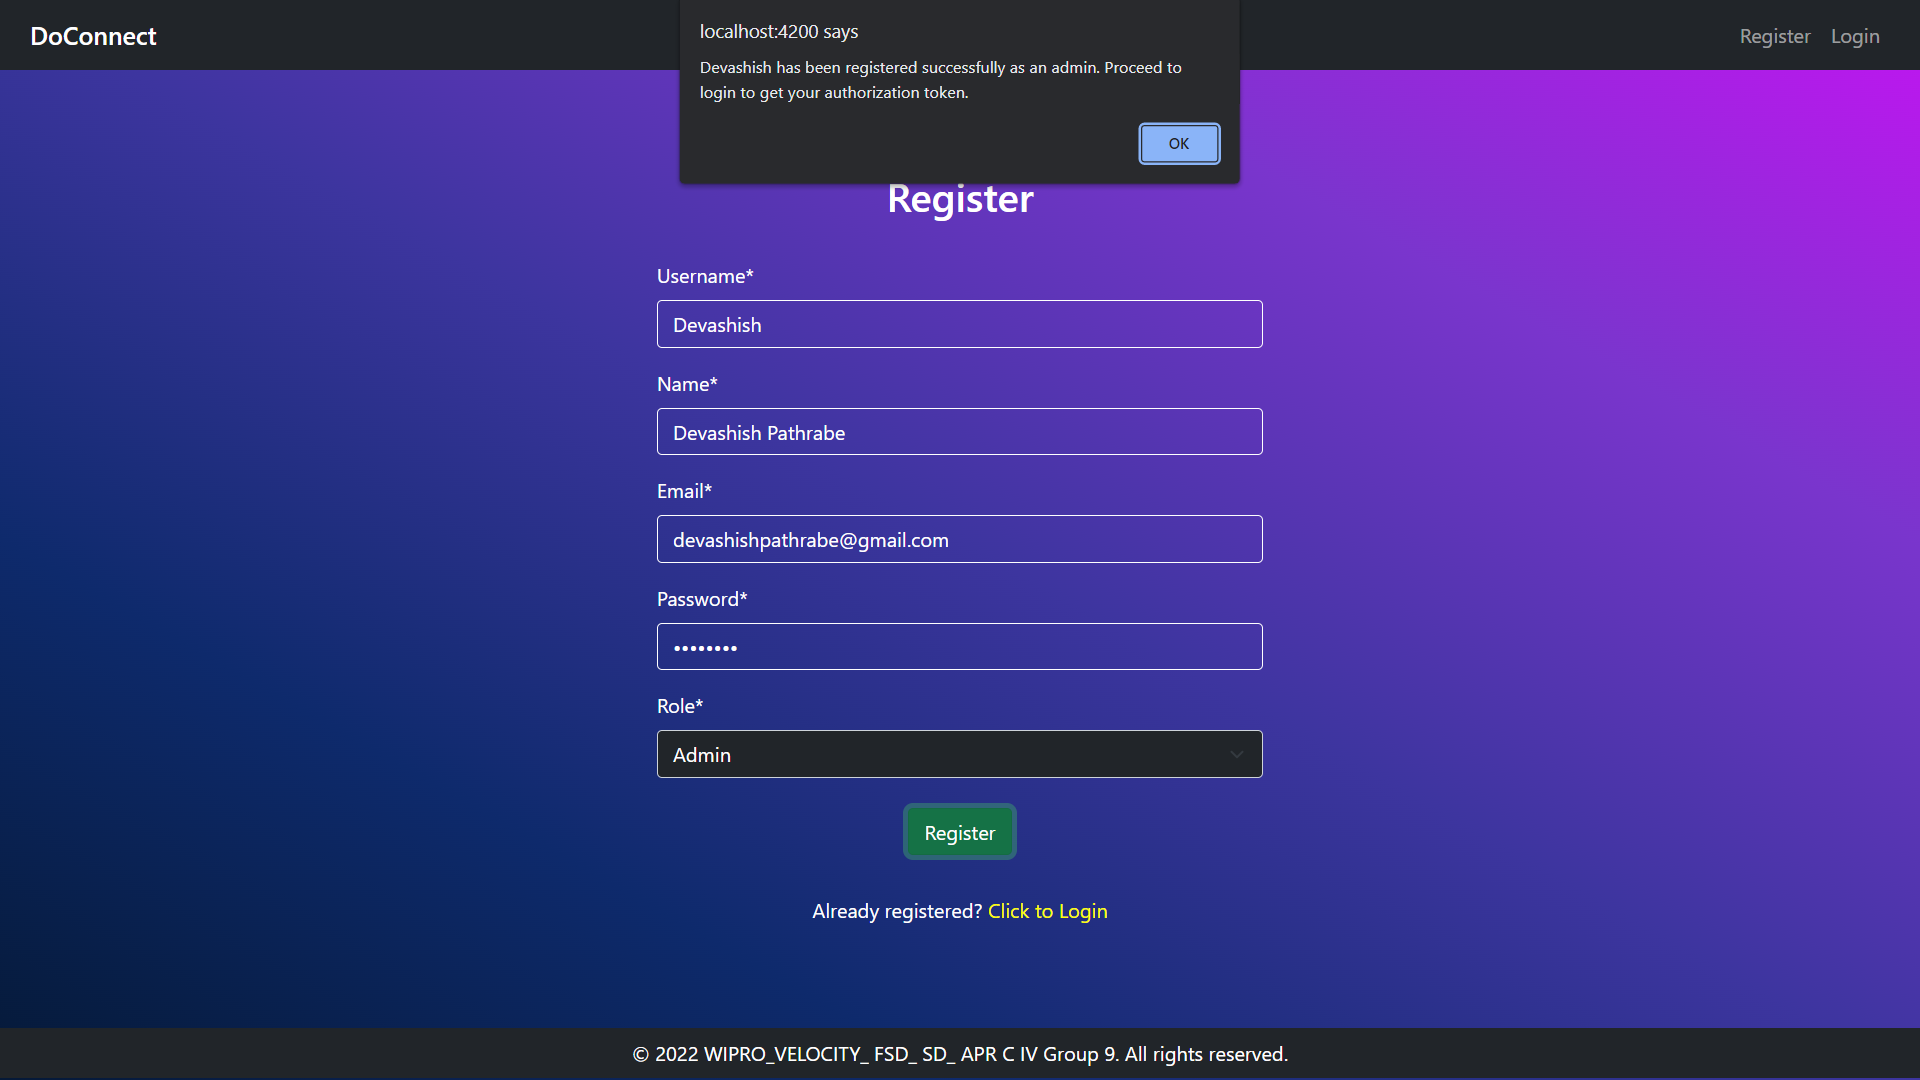 DoConnect
Register
Login
localhost:4200 says
Devashish has been registered successfully as an admin. Proceed to
login to get your authorization token.
OK
Register
Username*
Devashish
Name*
Devashish Pathrabe
Email*
devashishpathrabe@gmail.com
Password*
••••••••
Role*
Admin
Register
Already registered? Click to Login
© 2022 WIPRO_VELOCITY_ FSD_ SD_ APR C IV Group 9. All rights reserved.